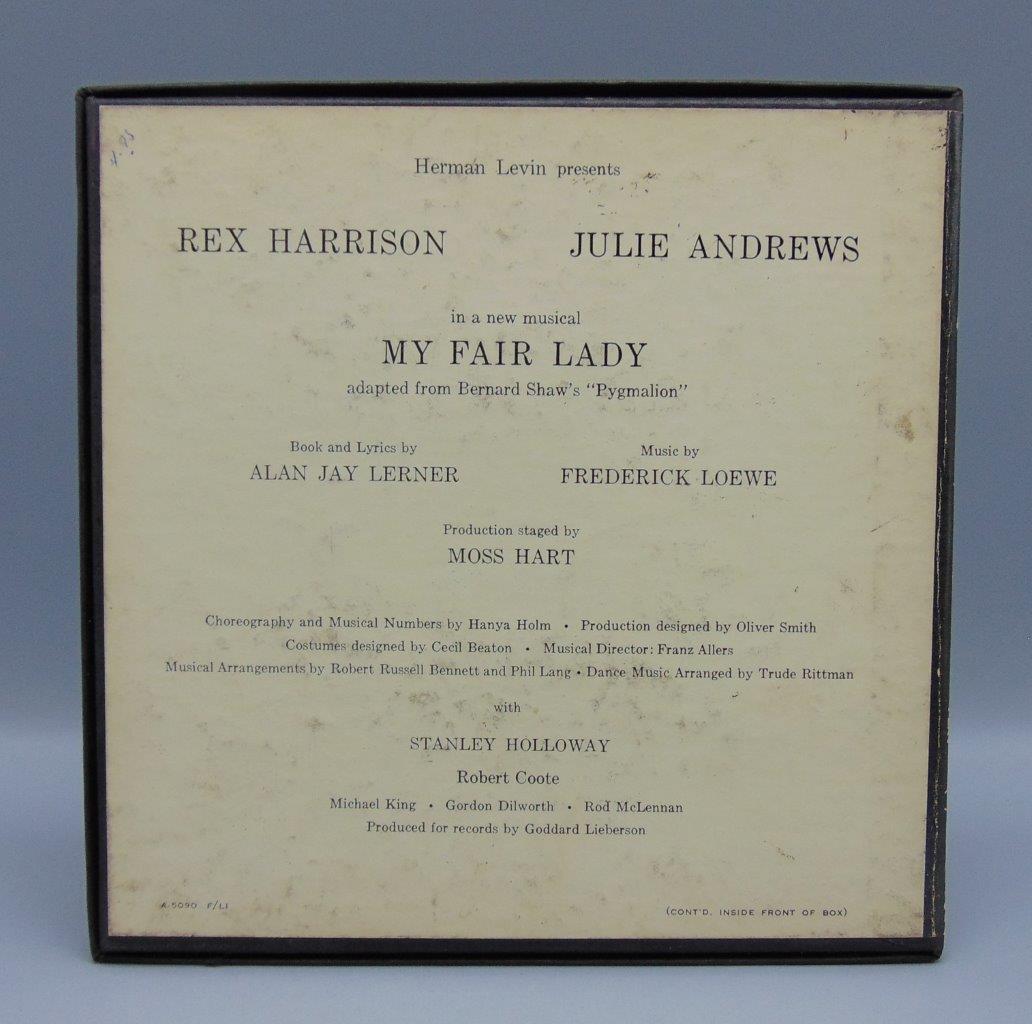 4.95
Herman Levin presents
REX HARRISON JULIE ANDREWS
in a new musical
MY FAIR LADY
adapted from Bernard Shaw's "Pygmalion"
Book and Lyrics by Music by
ALAN JAY LERNER FREDERICK LOEWE
Production staged by
MOSS HART
Choreography and Musical Numbers by Hanya Holm • Production designed by Oliver Smith
Costumes designed by Cecil Beaton • Musical Director: Franz Allers
Musical Arrangements by Robert Russell Bennett and Phil Lang • Dance Music Arranged by Trude Rittman
with
STANLEY HOLLOWAY
Robert Coote
Michael King • Gordon Dilworth • Rod McLennan
Produced for records by Goddard Lieberson
A-5090 F/LI (CONT'D. INSIDE FRONT OF BOX)